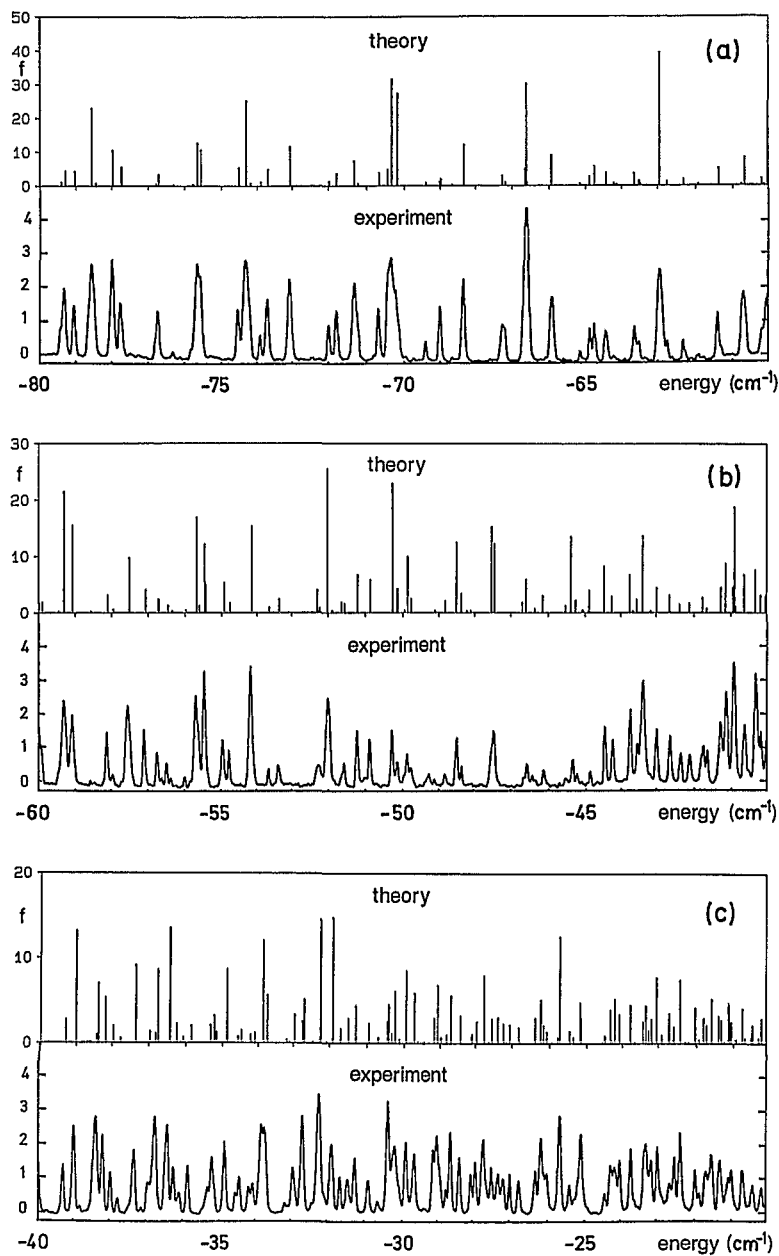 50
theory
(a)
40
f
30
20
10
0
experiment
4
3
2
1
0
-80
-75
-70
-65
energy (cm⁻¹)
30
theory
(b)
f
20
10
0
experiment
4
3
2
1
0
-60
-55
-50
-45
energy (cm⁻¹)
20
theory
(c)
f
10
0
experiment
4
3
2
1
0
-40
-35
-30
-25
energy (cm⁻¹)